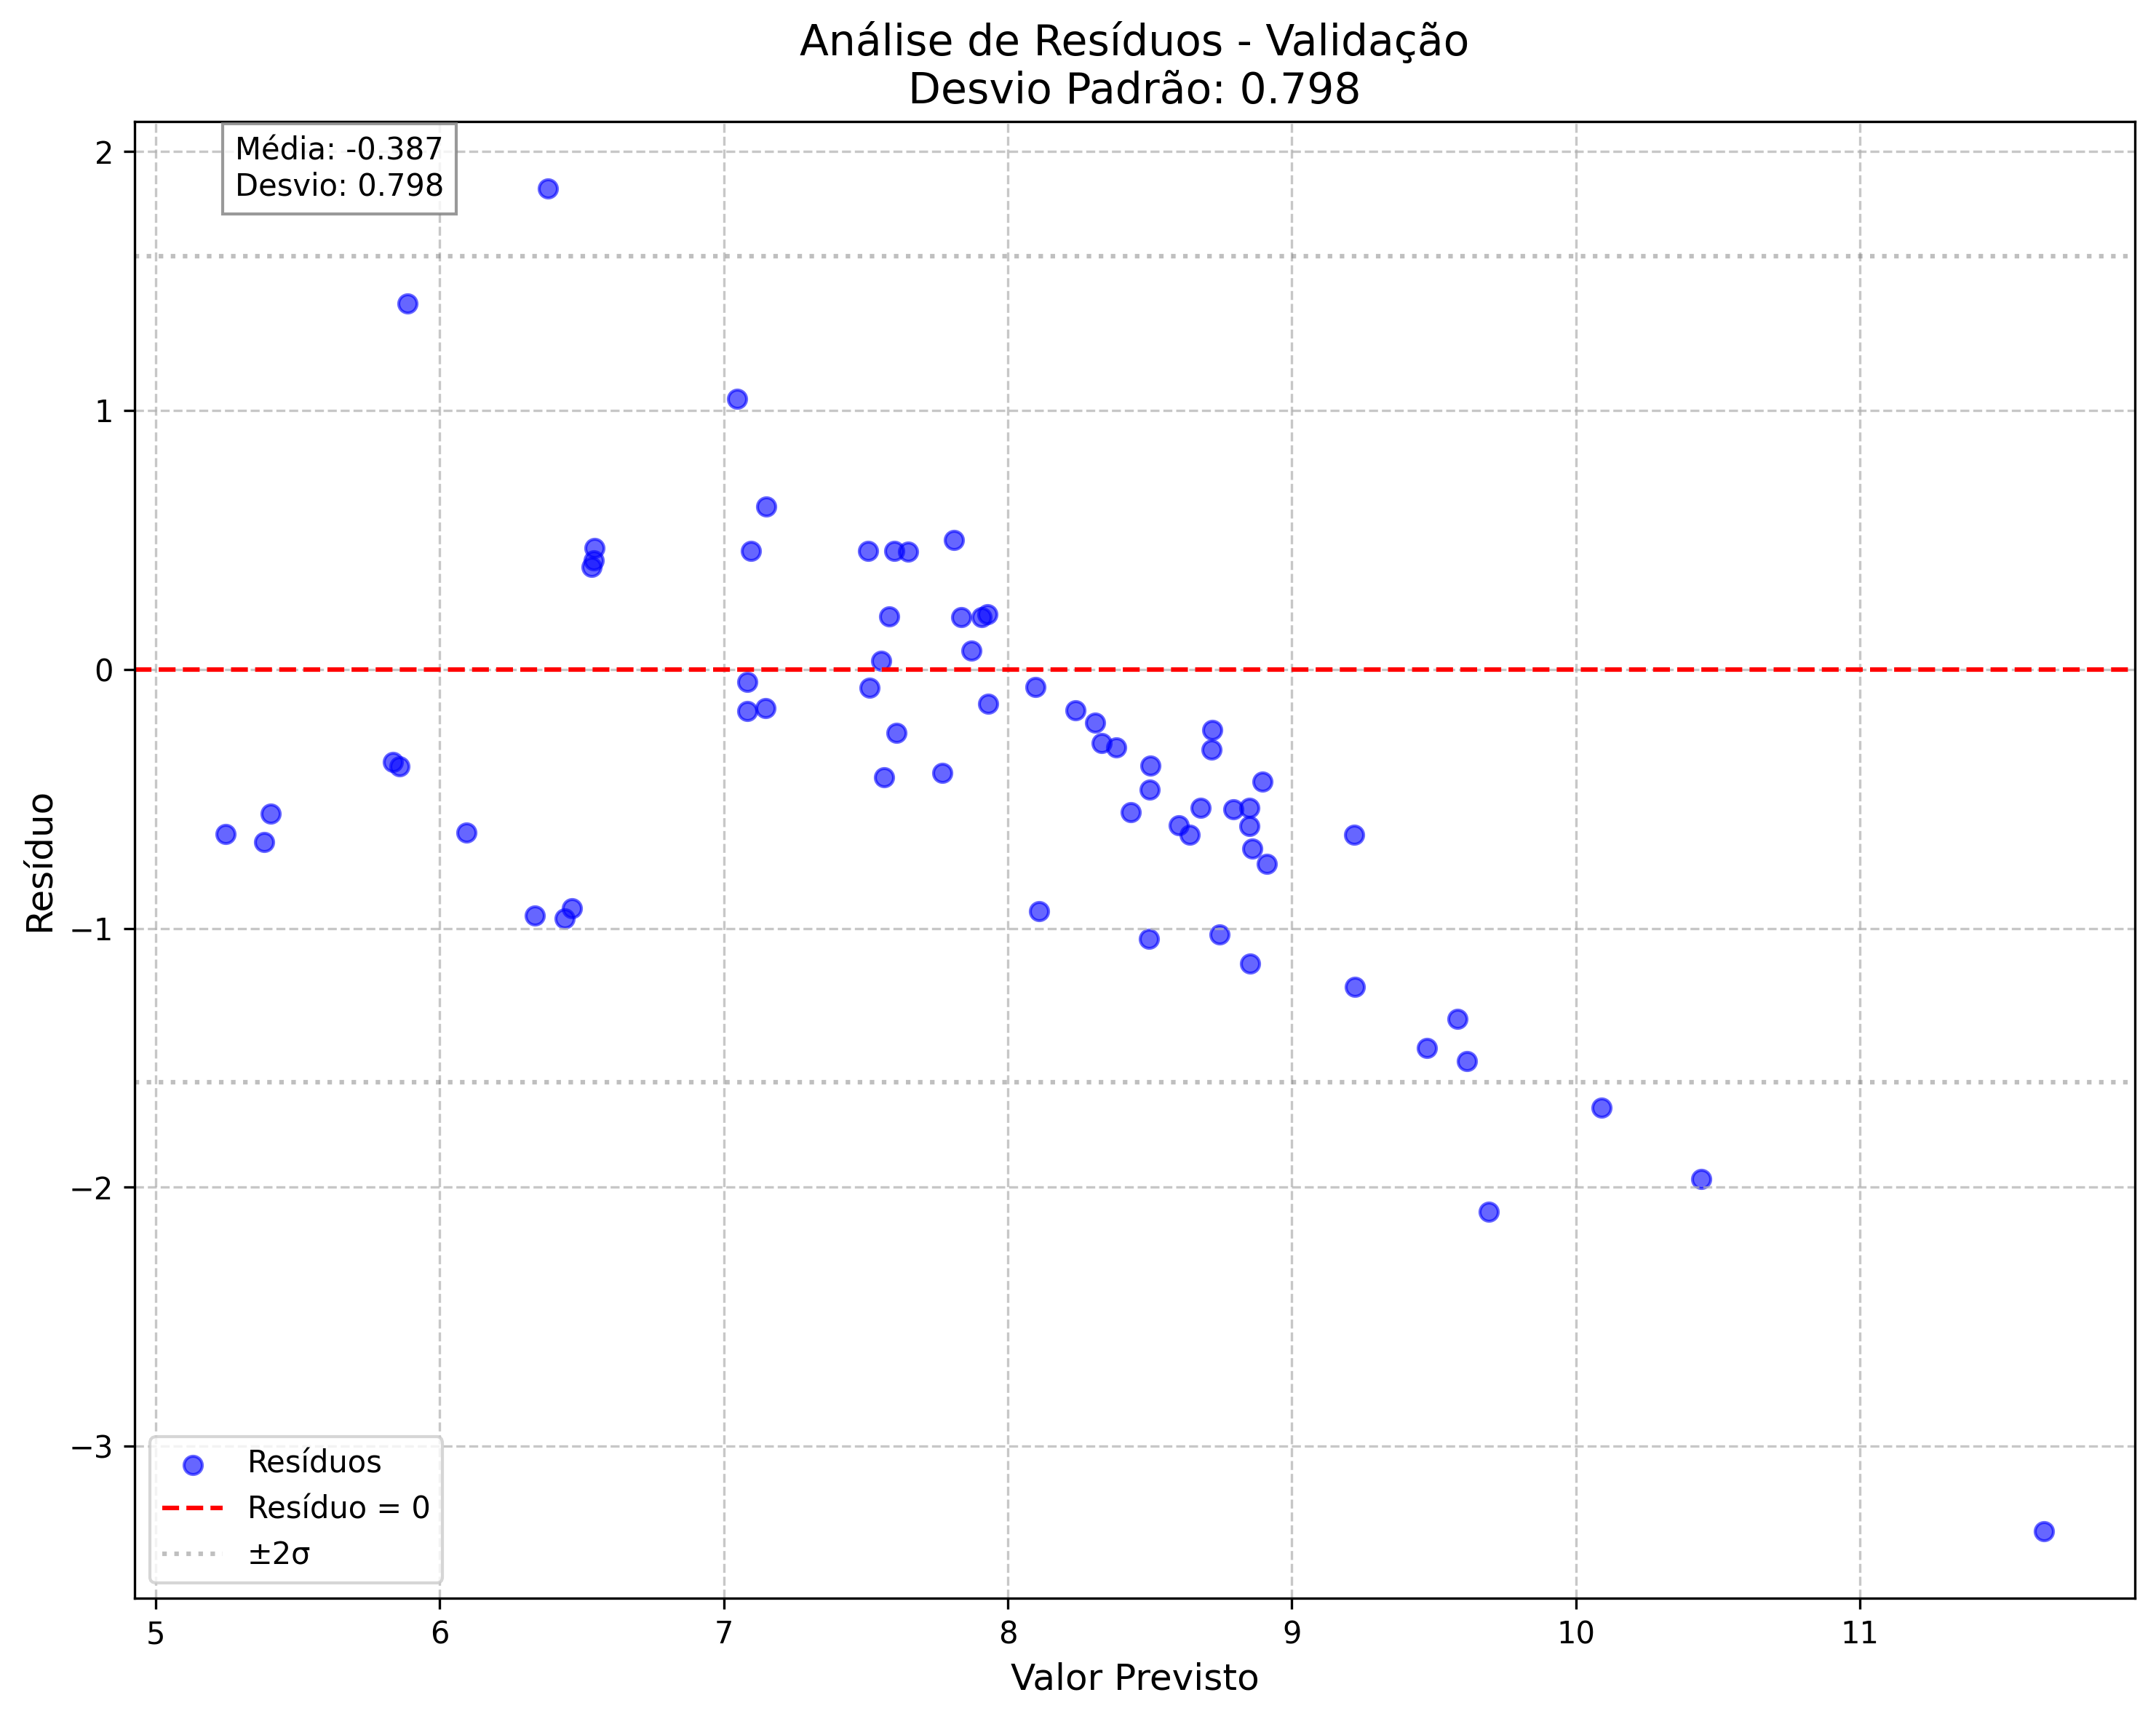 Análise de Resíduos - Validação
Desvio Padrão: 0.798
Média: -0.387
Desvio: 0.798
2
1
0
−1
−2
−3
Resíduo
Resíduos
Resíduo = 0
±2σ
5 6 7 8 9 10 11
Valor Previsto